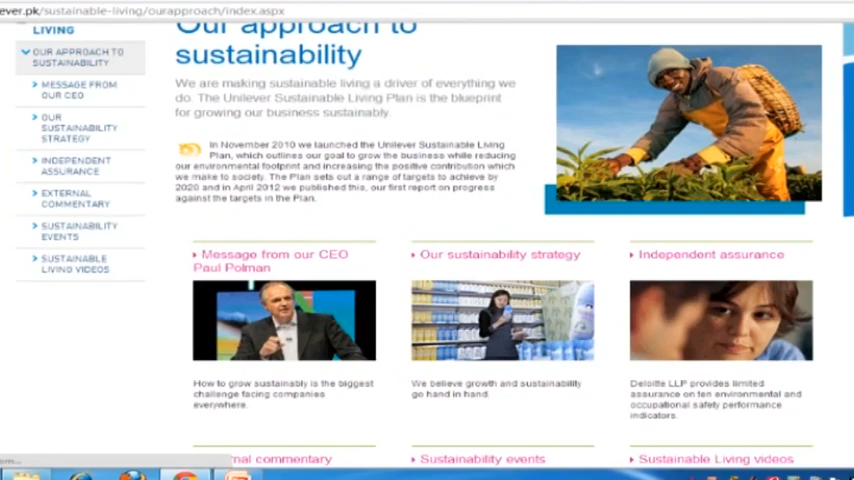 ever.pk/sustainable-living/ourapproach/index.aspx
LIVING
OUR APPROACH TO
SUSTAINABILITY
MESSAGE FROM
OUR CEO
OUR
SUSTAINABILITY
STRATEGY
INDEPENDENT
ASSURANCE
EXTERNAL
COMMENTARY
SUSTAINABILITY
EVENTS
SUSTAINABLE
LIVING VIDEOS
Our approach to
sustainability
We are making sustainable living a driver of everything we
do. The Unilever Sustainable Living Plan is the blueprint
for growing our business sustainably.
In November 2010 we launched the Unilever Sustainable Living
Plan, which outlines our goal to grow the business while reducing
our environmental footprint and increasing the positive contribution which
we make to society. The Plan sets out a range of targets to achieve by
2020 and in April 2012 we published this, our first report on progress
against the targets in the Plan.
Message from our CEO
Paul Polman
How to grow sustainably is the biggest
challenge facing companies
everywhere.
Our sustainability strategy
We believe growth and sustainability
go hand in hand.
Independent assurance
Deloitte LLP provides limited
assurance on ten environmental and
occupational safety performance
indicators.
rnal commentary
Sustainability events
Sustainable Living videos